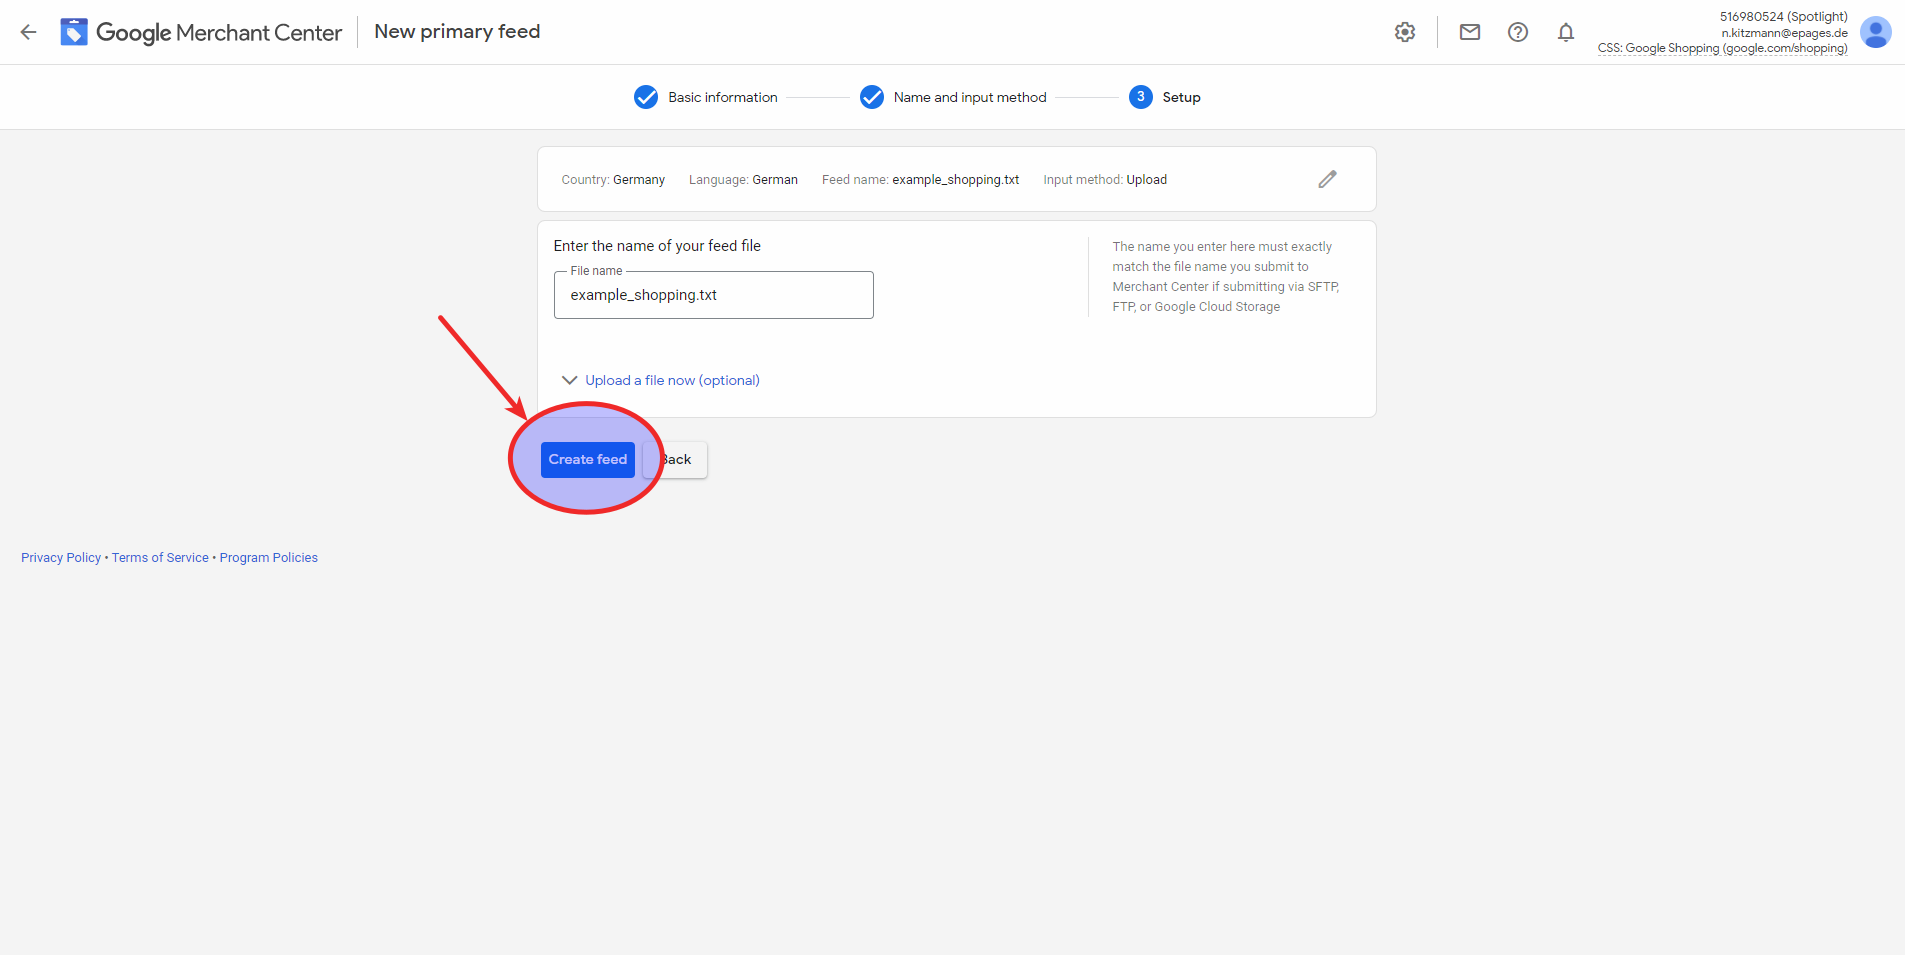 Google Merchant Center
New primary feed
516980524 (Spotlight)
n.kitzmann@epages.de
CSS: Google Shopping (google.com/shopping)
Basic information
Name and input method
3 Setup
Country: Germany Language: German Feed name: example_shopping.txt Input method: Upload
Enter the name of your feed file
File name
example_shopping.txt
The name you enter here must exactly
match the file name you submit to
Merchant Center if submitting via SFTP,
FTP, or Google Cloud Storage
Upload a file now (optional)
Create feed
Back
Privacy Policy • Terms of Service • Program Policies